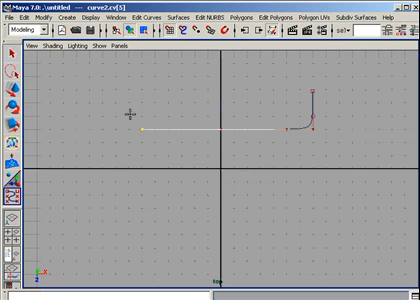 Maya 7.0: .\untitled --- curve2.cv[5]
File Edit Modify Create Display Window Edit Curves Surfaces Edit NURBS Polygons Edit Polygons Polygon UVs Subdiv Surfaces Help
Modeling
sel
View Shading Lighting Show Panels
top